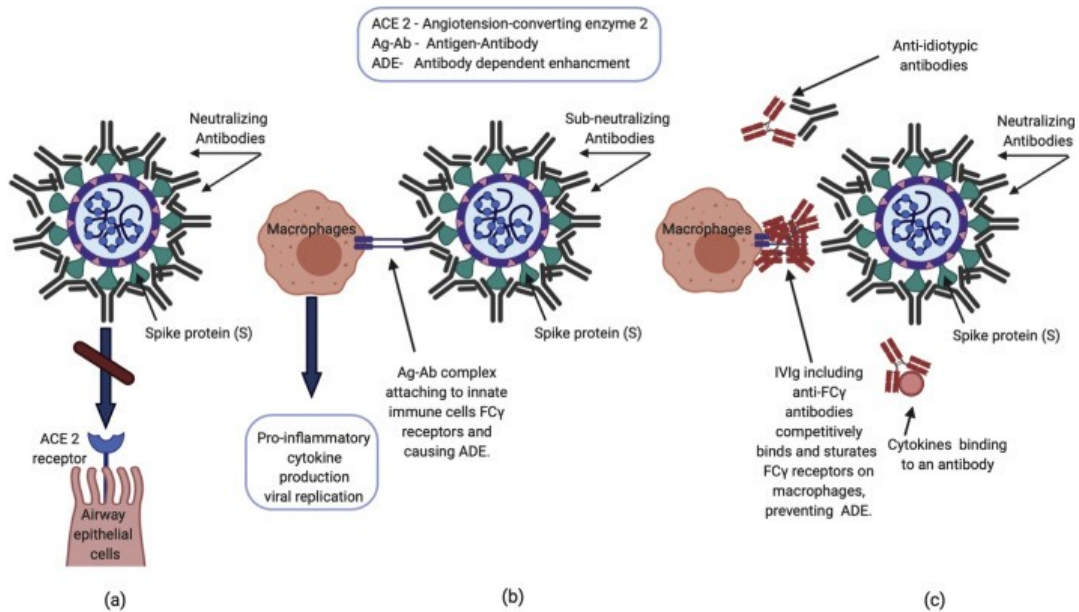 ACE 2 - Angiotension-converting enzyme 2
Ag-Ab - Antigen-Antibody
ADE- Antibody dependent enhancment
Neutralizing
Antibodies
Spike protein (S)
ACE 2
receptor
Airway
epithelial
cells
(a)
Sub-neutralizing
Antibodies
Macrophages
Spike protein (S)
Ag-Ab complex
attaching to innate
immune cells FCγ
receptors and
causing ADE.
Pro-inflammatory
cytokine
production
viral replication
(b)
Anti-idiotypic
antibodies
Neutralizing
Antibodies
Macrophages
Spike protein (S)
IVIg including
anti-FCγ
antibodies
competitively
binds and sturates
FCγ receptors on
macrophages,
preventing ADE.
Cytokines binding
to an antibody
(c)